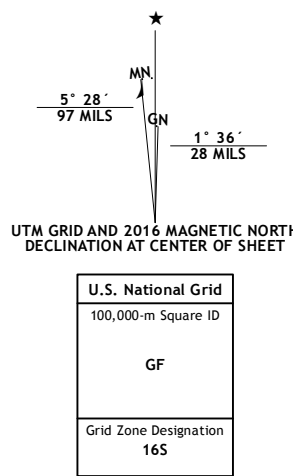 MN.
5° 28´
97 MILS
GN
1° 36´
28 MILS
UTM GRID AND 2016 MAGNETIC NORTH
DECLINATION AT CENTER OF SHEET
U.S. National Grid
100,000-m Square ID
GF
Grid Zone Designation
16S